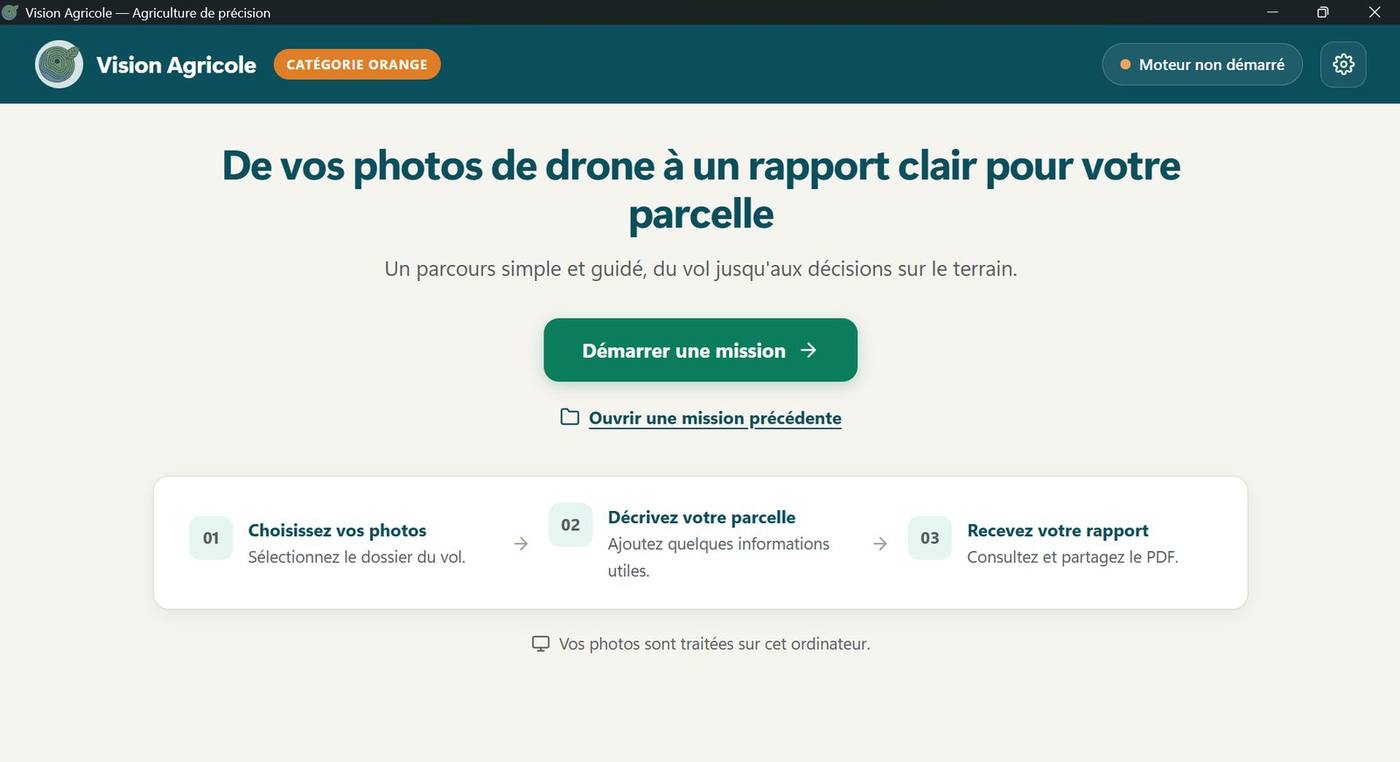 Vision Agricole — Agriculture de précision
Vision Agricole
CATÉGORIE ORANGE
Moteur non démarré
De vos photos de drone à un rapport clair pour votre
parcelle
Un parcours simple et guidé, du vol jusqu'aux décisions sur le terrain.
Démarrer une mission →
Ouvrir une mission précédente
01
Choisissez vos photos
Sélectionnez le dossier du vol.
→
02
Décrivez votre parcelle
Ajoutez quelques informations
utiles.
→
03
Recevez votre rapport
Consultez et partagez le PDF.
Vos photos sont traitées sur cet ordinateur.